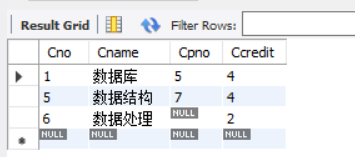 Result Grid Filter Rows:
Cno Cname Cpno Ccredit
1 数据库 5 4
5 数据结构 7 4
6 数据处理 NULL 2
NULL NULL NULL NULL